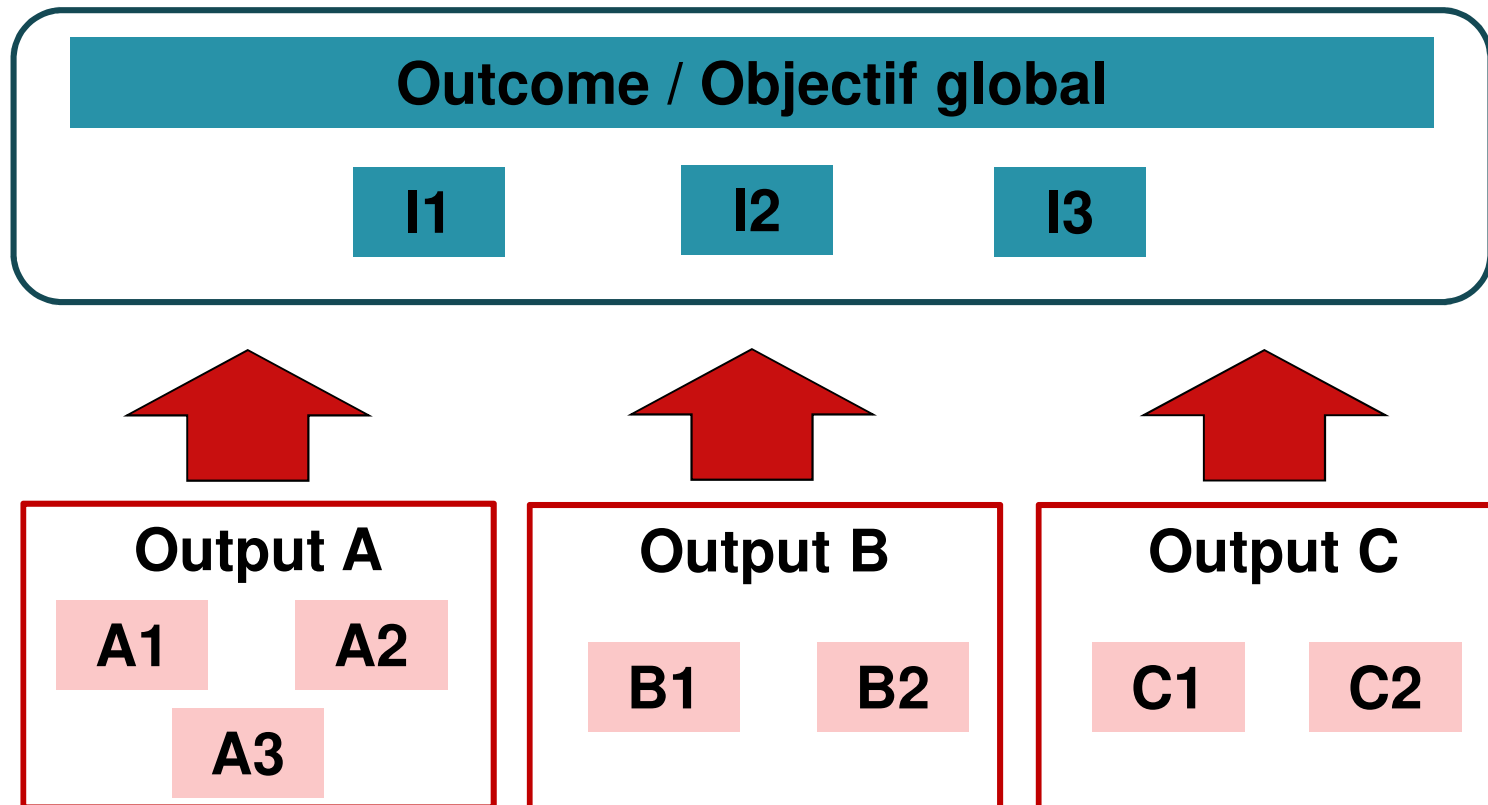 Outcome / Objectif global
I1 I2 I3
Output A Output B Output C
A1 A2
B1 B2 C1 C2
A3